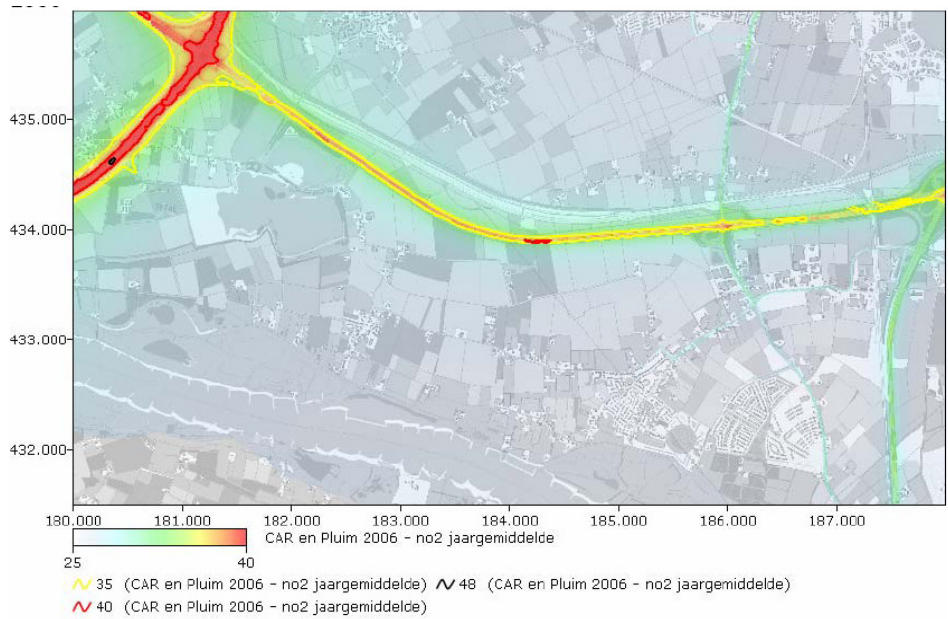 435.000
434.000
433.000
432.000
180.000 181.000 182.000 183.000 184.000 185.000 186.000 187.000
CAR en Pluim 2006 - no2 jaargemiddelde
25 40
35 (CAR en Pluim 2006 - no2 jaargemiddelde) 48 (CAR en Pluim 2006 - no2 jaargemiddelde)
40 (CAR en Pluim 2006 - no2 jaargemiddelde)